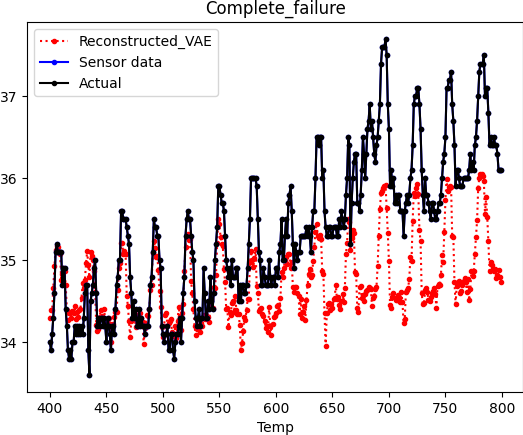 Complete_failure
Reconstructed_VAE
Sensor data
Actual
37
36
35
34
400 450 500 550 600 650 700 750 800
Temp